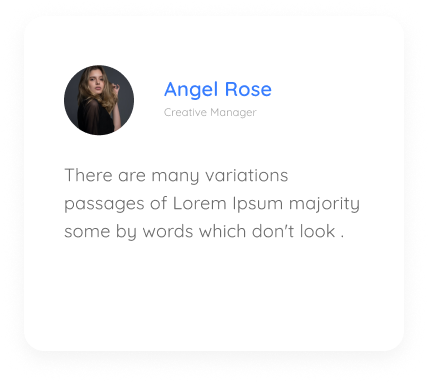 Angel Rose
Creative Manager
There are many variations
passages of Lorem Ipsum majority
some by words which don't look .